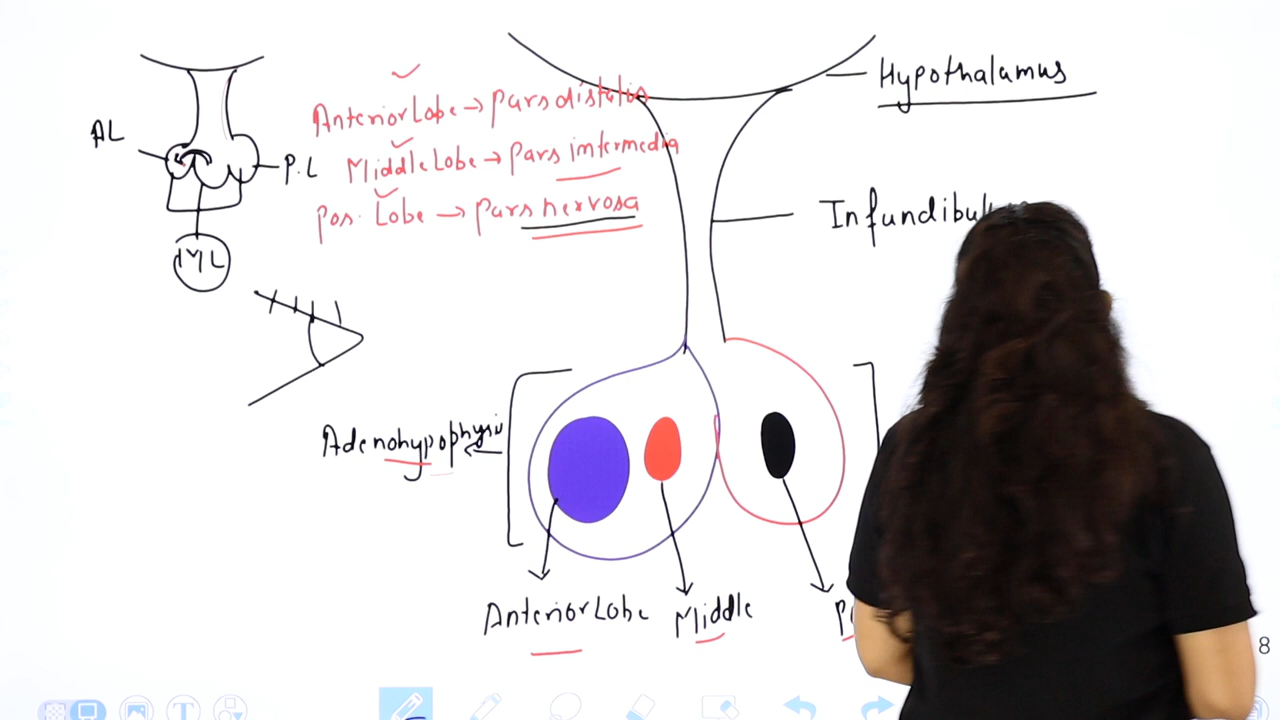 AL
P.L
ML
Anterior Lobe → Pars distalis
Middle Lobe → Pars intermedia
Pos. Lobe → Pars nervosa
Hypothalamus
Adenohypophysis
Anterior Lobe
Middle
8